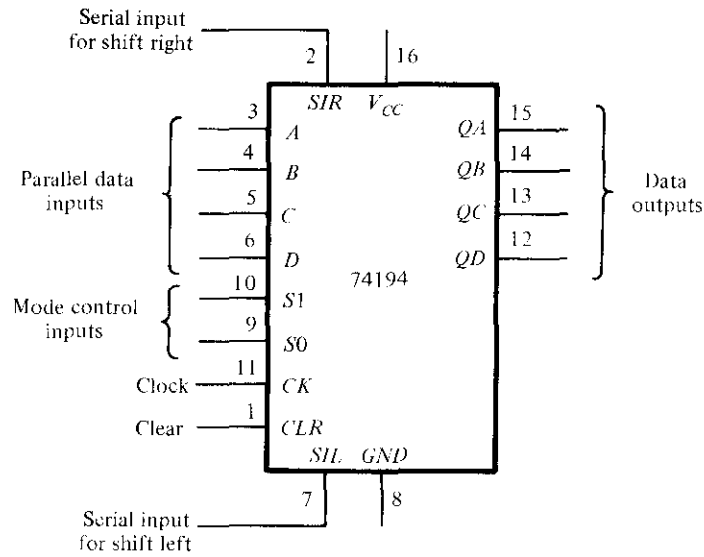 Serial input
for shift right
2
16
SIR
VCC
3
A
QA
15
4
B
QB
14
Parallel data
inputs
5
C
QC
13
Data
outputs
6
D
QD
12
74194
Mode control
inputs
10
S1
9
S0
Clock
11
CK
Clear
1
CLR
SIL
GND
7
8
Serial input
for shift left